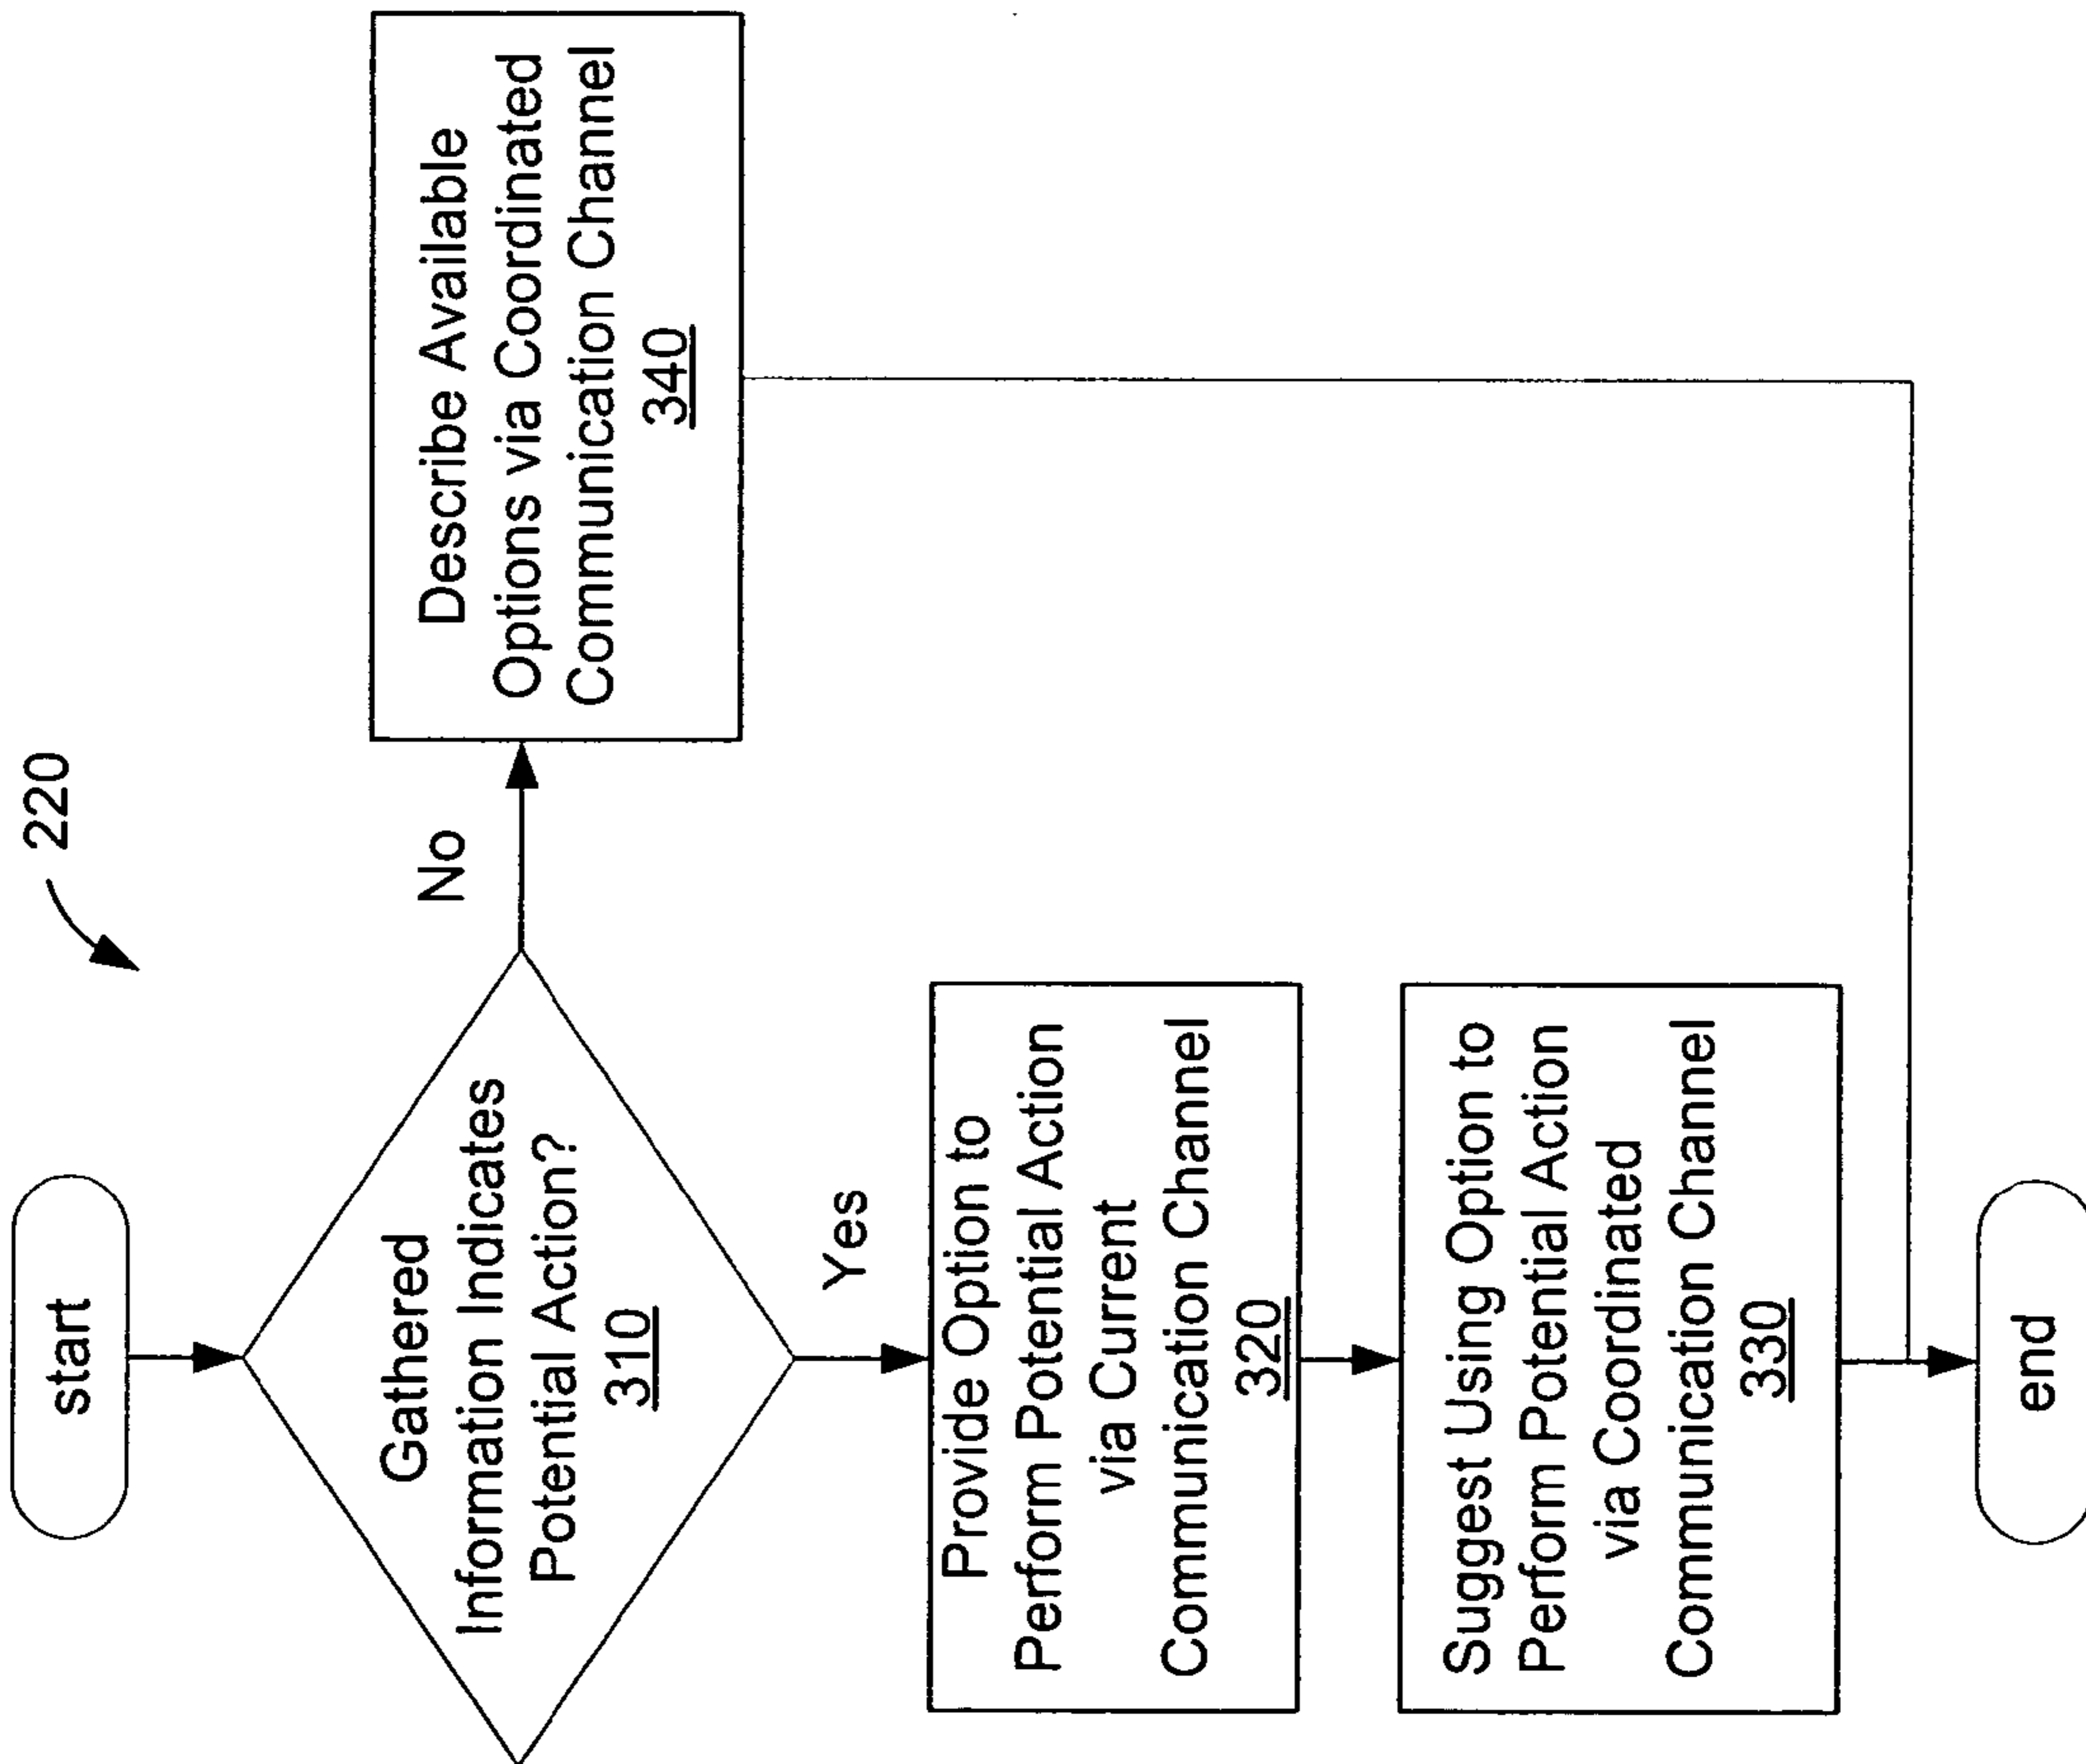 220
start
Gathered
Information Indicates
Potential Action?
310
No
Describe Available
Options via Coordinated
Communication Channel
340
Yes
Provide Option to
Perform Potential Action
via Current
Communication Channel
320
Suggest Using Option to
Perform Potential Action
via Coordinated
Communication Channel
330
end